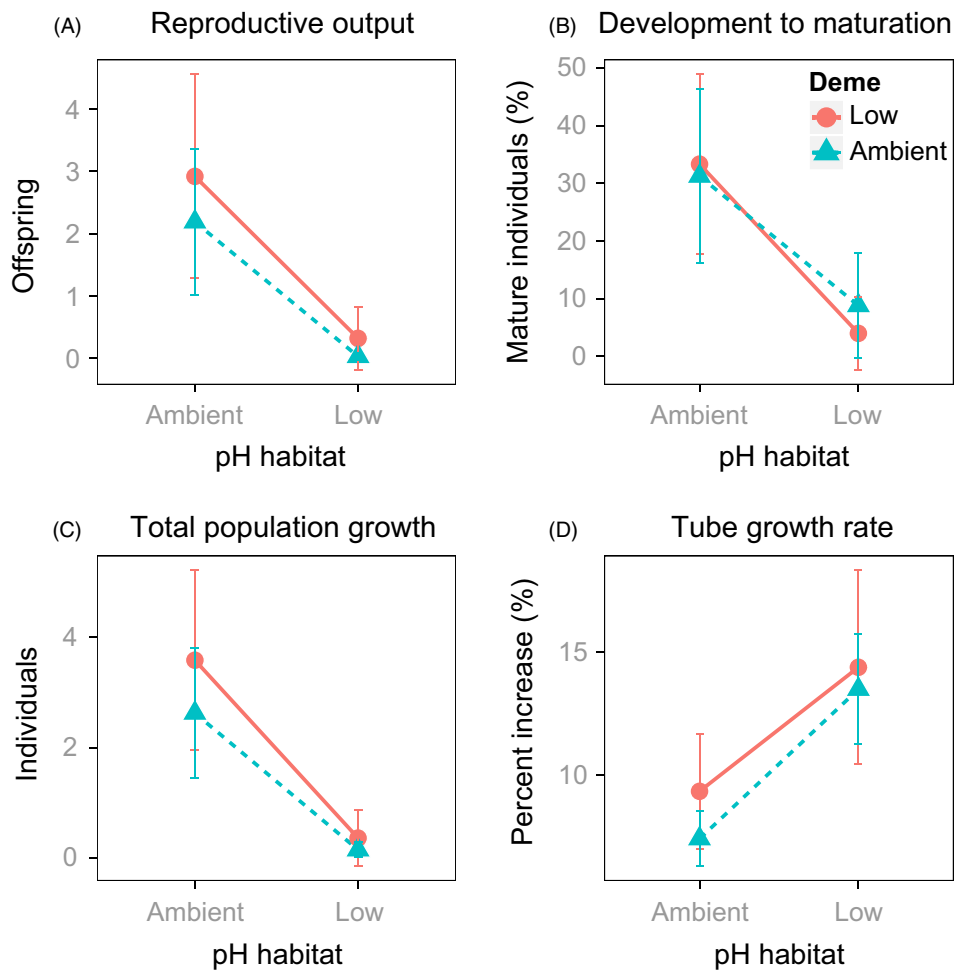 (A) Reproductive output
Offspring
4
3
2
1
0
Ambient Low
pH habitat
(B) Development to maturation
Mature individuals (%)
50
40
30
20
10
0
Deme
Low
Ambient
Ambient Low
pH habitat
(C) Total population growth
Individuals
4
2
0
Ambient Low
pH habitat
(D) Tube growth rate
Percent increase (%)
15
10
Ambient Low
pH habitat